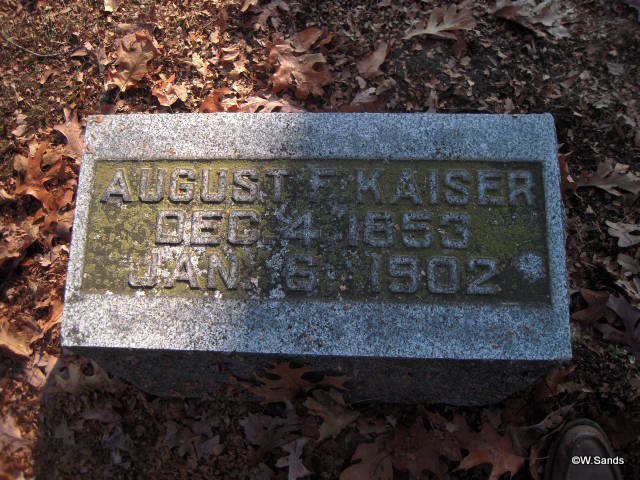 AUGUST F. KAISER
DEC. 4, 1853
JAN. 6, 1902
©W.Sands